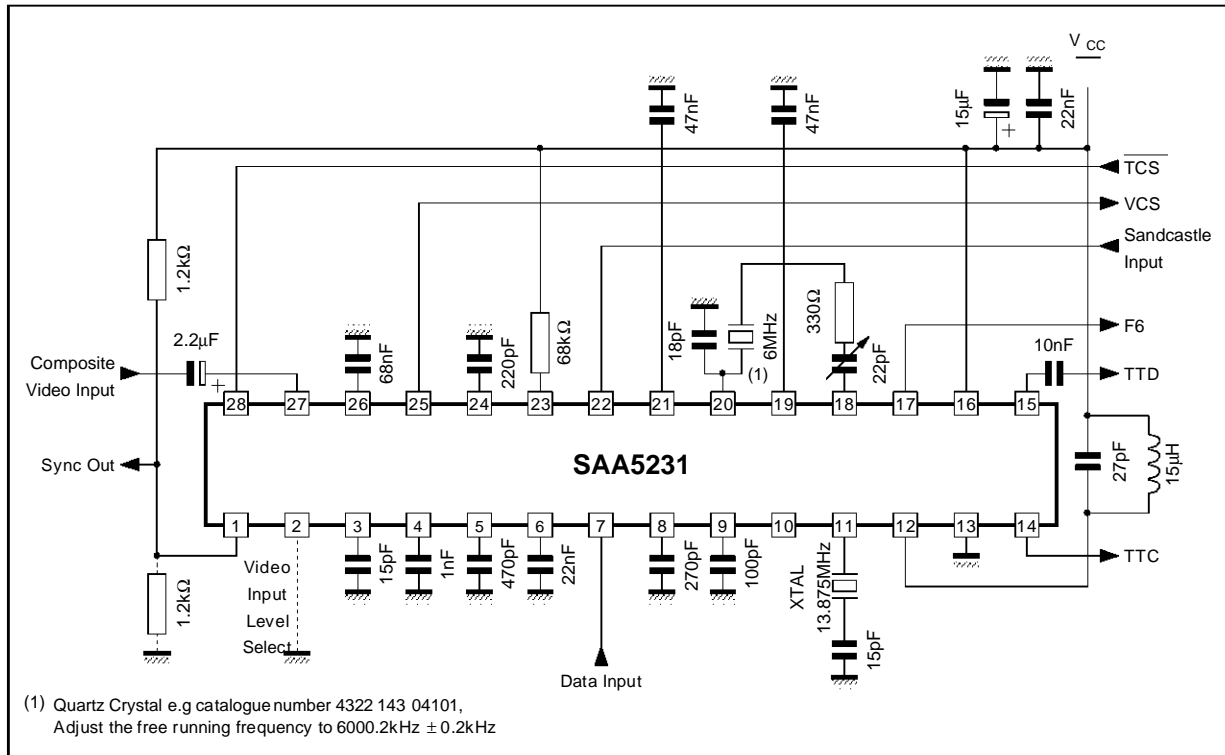 V CC
15µF
+
22nF
47nF
47nF
TCS
VCS
Sandcastle
Input
1.2kΩ
330Ω
18pF
6MHz
(1)
F6
2.2µF
+
68nF
220pF
68kΩ
22pF
10nF
Composite
Video Input
TTD
28 27 26 25 24 23 22 21 20 19 18 17 16 15
SAA5231
Sync Out
27pF
15µH
1 2 3 4 5 6 7 8 9 10 11 12 13 14
1.2kΩ
Video
Input
Level
Select
15pF
1nF
470pF
22nF
270pF
100pF
XTAL
13.875MHz
TTC
15pF
Data Input
(1) Quartz Crystal e.g catalogue number 4322 143 04101,
Adjust the free running frequency to 6000.2kHz ± 0.2kHz